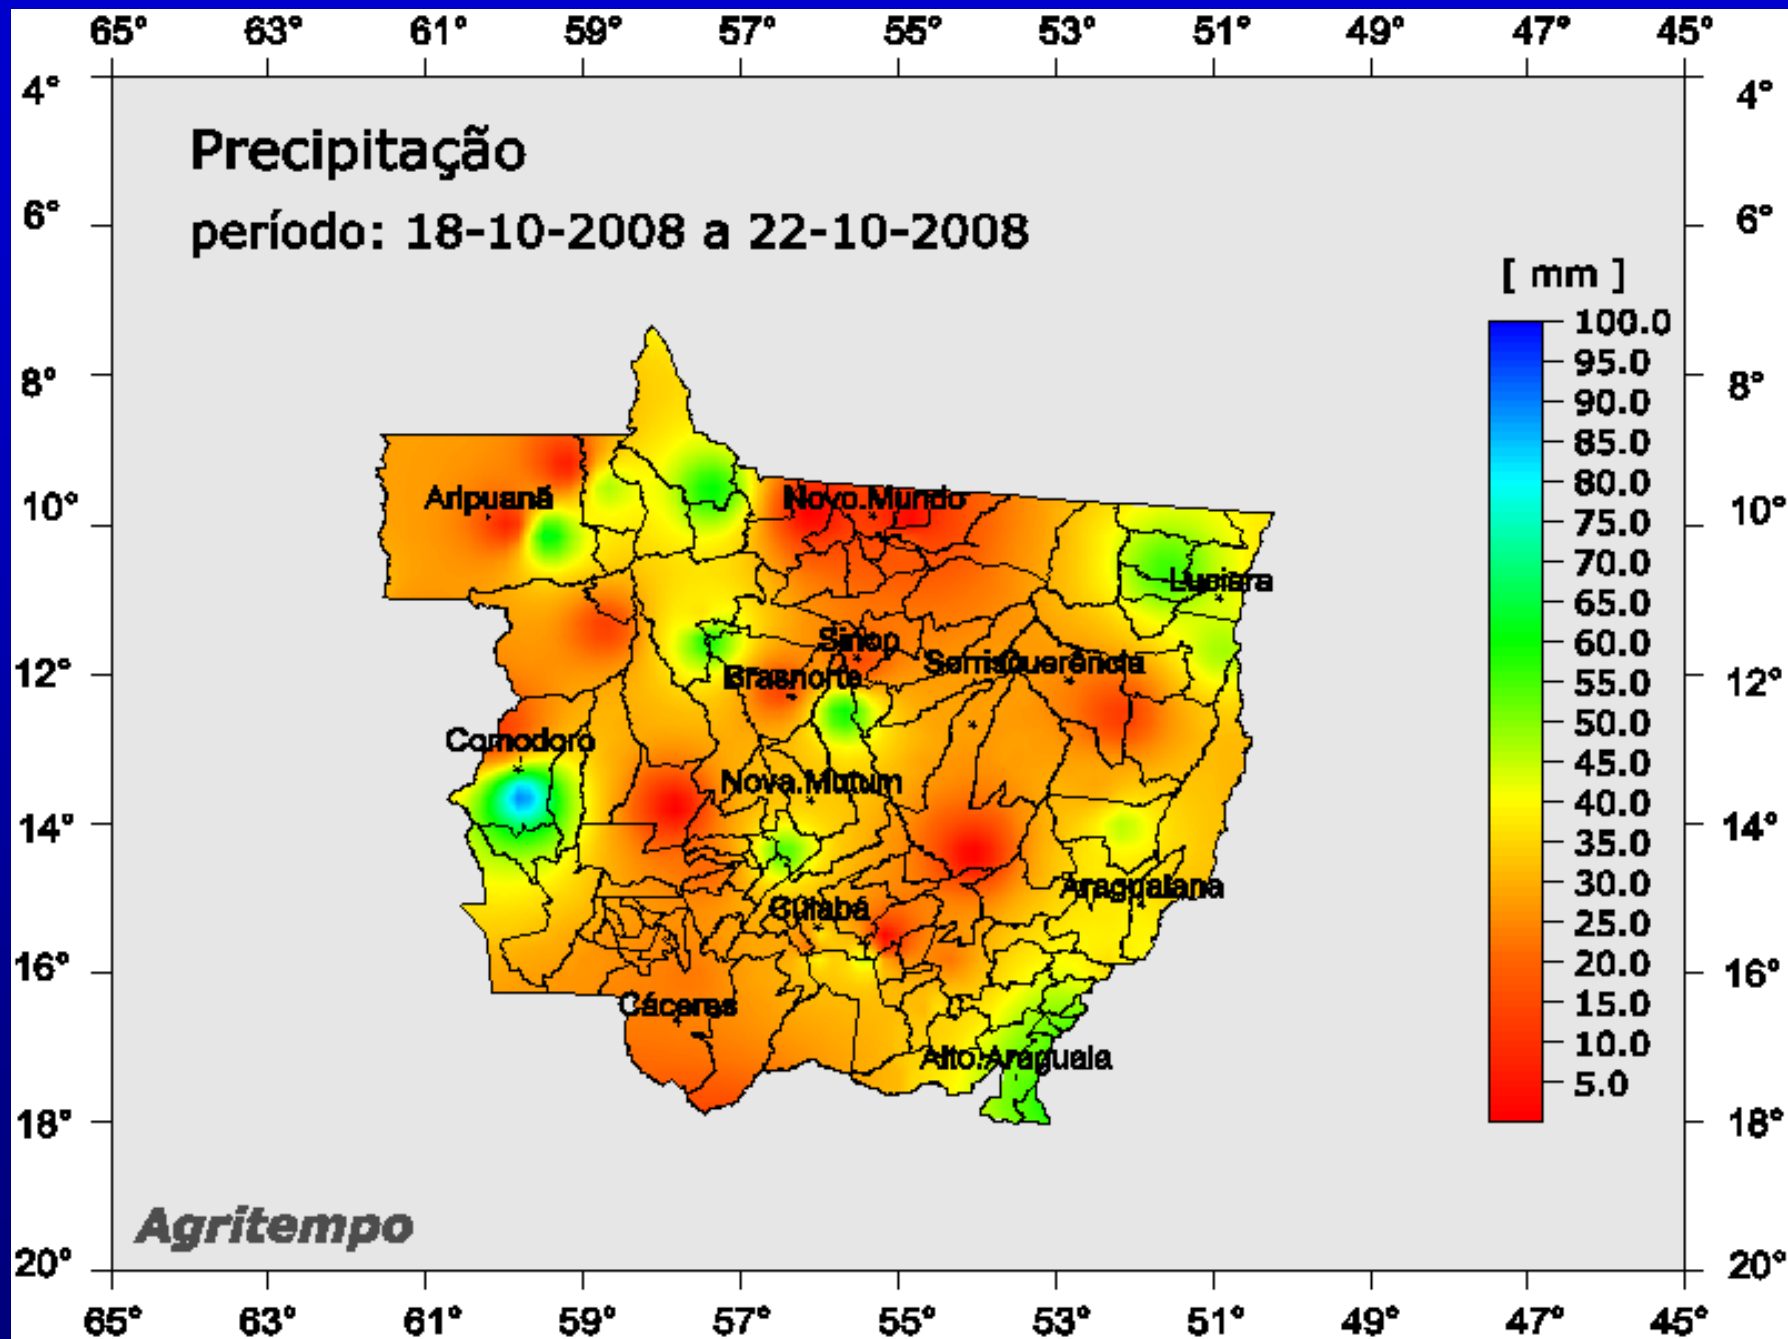 65° 63° 61° 59° 57° 55° 53° 51° 49° 47° 45°
4° 4°
Precipitação
6° 6°
período: 18-10-2008 a 22-10-2008
[ mm ]
100.0
95.0
8° 8°
90.0
85.0
80.0
Aripuanã Novo.Mundo
10° 10°
75.0
70.0
Luciara
65.0
Sinop
60.0
Sorriso Querência
12° 12°
Brasnorte
55.0
50.0
Comodoro
45.0
Nova.Mutum
40.0
14° 14°
35.0
30.0
Araguaiana
Cuiabá
25.0
16° 16°
20.0
15.0
Cáceres
10.0
Alto.Araguaia
5.0
18° 18°
Agritempo
20° 20°
65° 63° 61° 59° 57° 55° 53° 51° 49° 47° 45°